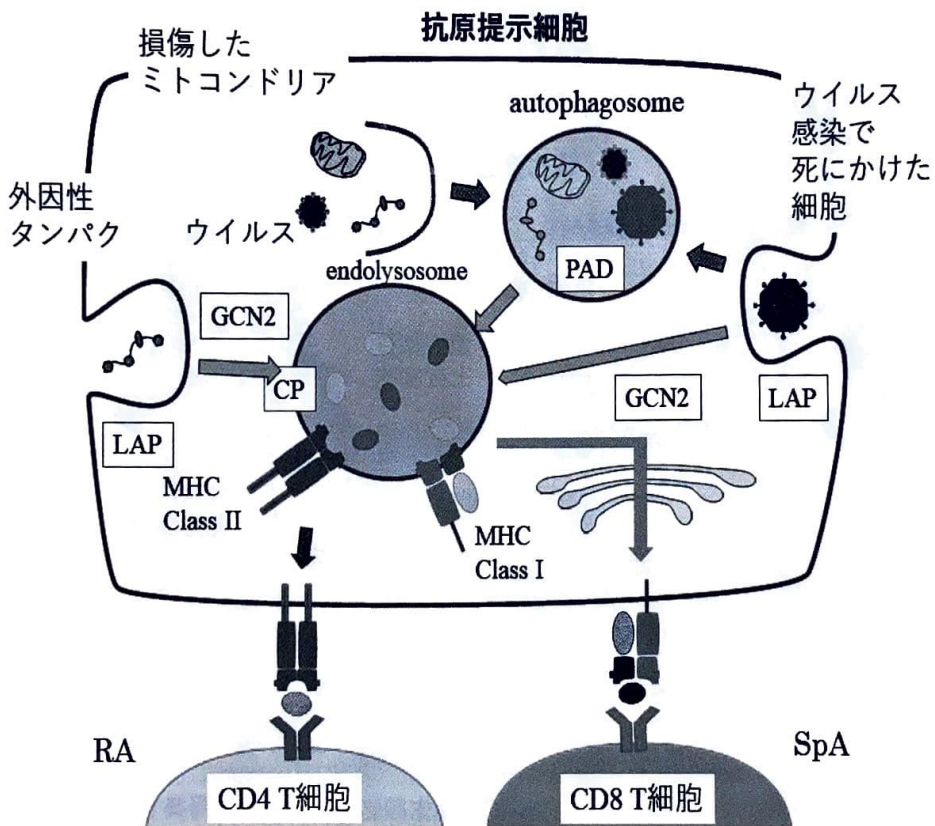 抗原提示細胞
損傷した
ミトコンドリア
autophagosome
ウイルス
感染で
死にかけた
細胞
外因性
タンパク
ウイルス
endolysosome
PAD
GCN2
CP
GCN2
LAP
LAP
MHC
Class II
MHC
Class I
RA
SpA
CD4 T細胞
CD8 T細胞